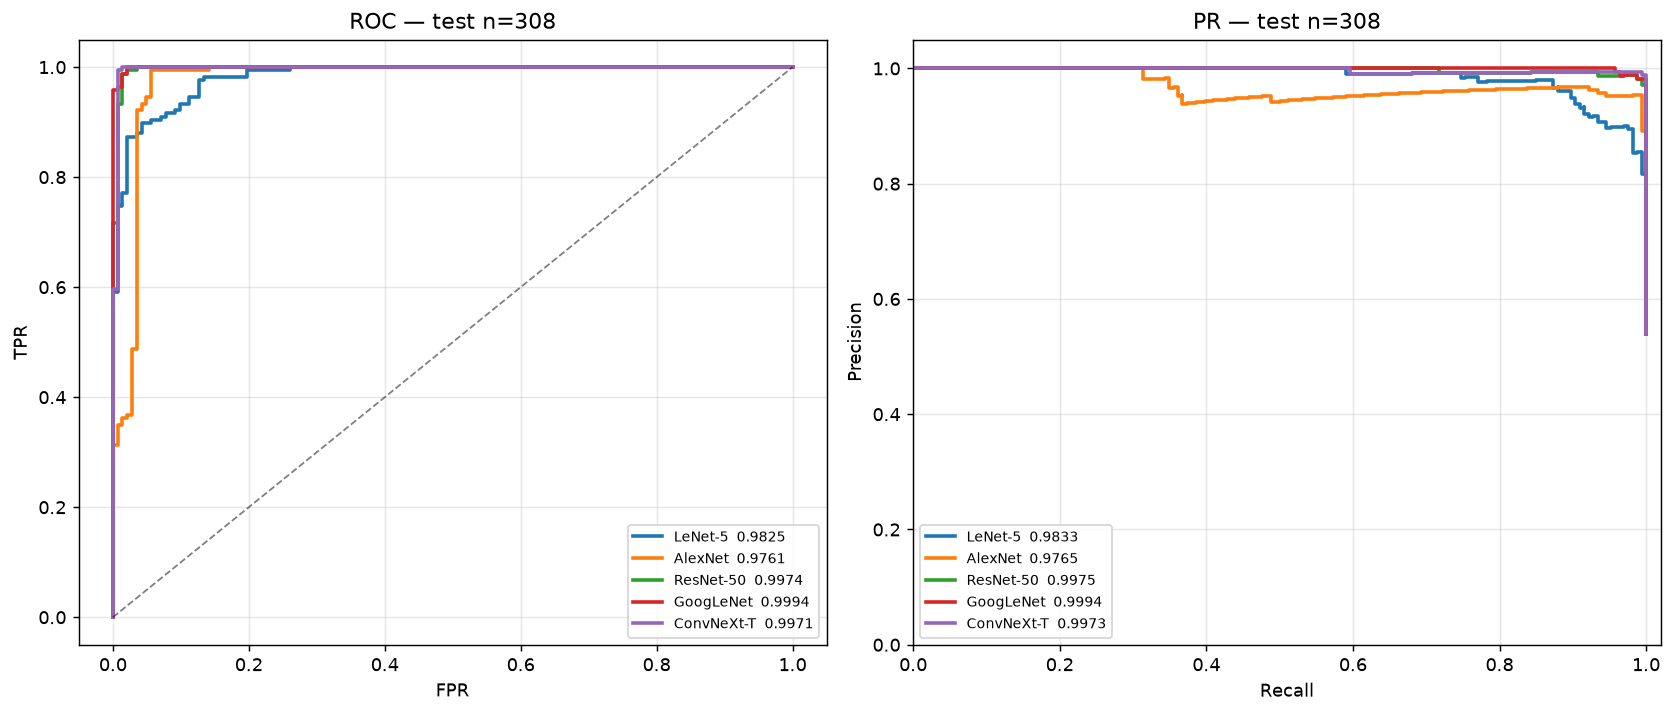 ROC — test n=308
1.0
0.8
0.6
0.4
0.2
0.0
TPR
0.0 0.2 0.4 0.6 0.8 1.0
FPR
LeNet-5 0.9825
AlexNet 0.9761
ResNet-50 0.9974
GoogLeNet 0.9994
ConvNeXt-T 0.9971
PR — test n=308
1.0
0.8
0.6
0.4
0.2
0.0
Precision
0.0 0.2 0.4 0.6 0.8 1.0
Recall
LeNet-5 0.9833
AlexNet 0.9765
ResNet-50 0.9975
GoogLeNet 0.9994
ConvNeXt-T 0.9973